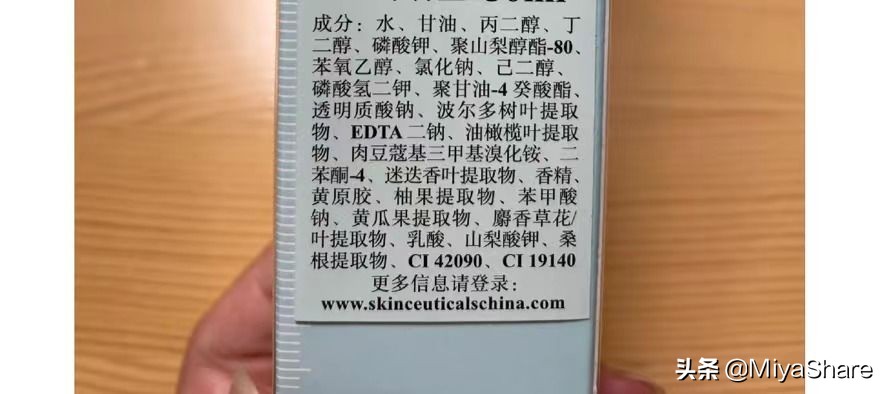 成分：水、甘油、丙二醇、丁
二醇、磷酸钾、聚山梨醇酯-80、
苯氧乙醇、氯化钠、己二醇、
磷酸氢二钾、聚甘油-4 癸酸酯、
透明质酸钠、波尔多树叶提取
物、EDTA 二钠、油橄榄叶提取
物、肉豆蔻基三甲基溴化铵、二
苯酮-4、迷迭香叶提取物、香精、
黄原胶、柚果提取物、苯甲酸
钠、黄瓜果提取物、麝香草花/
叶提取物、乳酸、山梨酸钾、桑
根提取物、CI 42090、CI 19140
更多信息请登录：
www.skinceuticalschina.com
头条 @MiyaShare